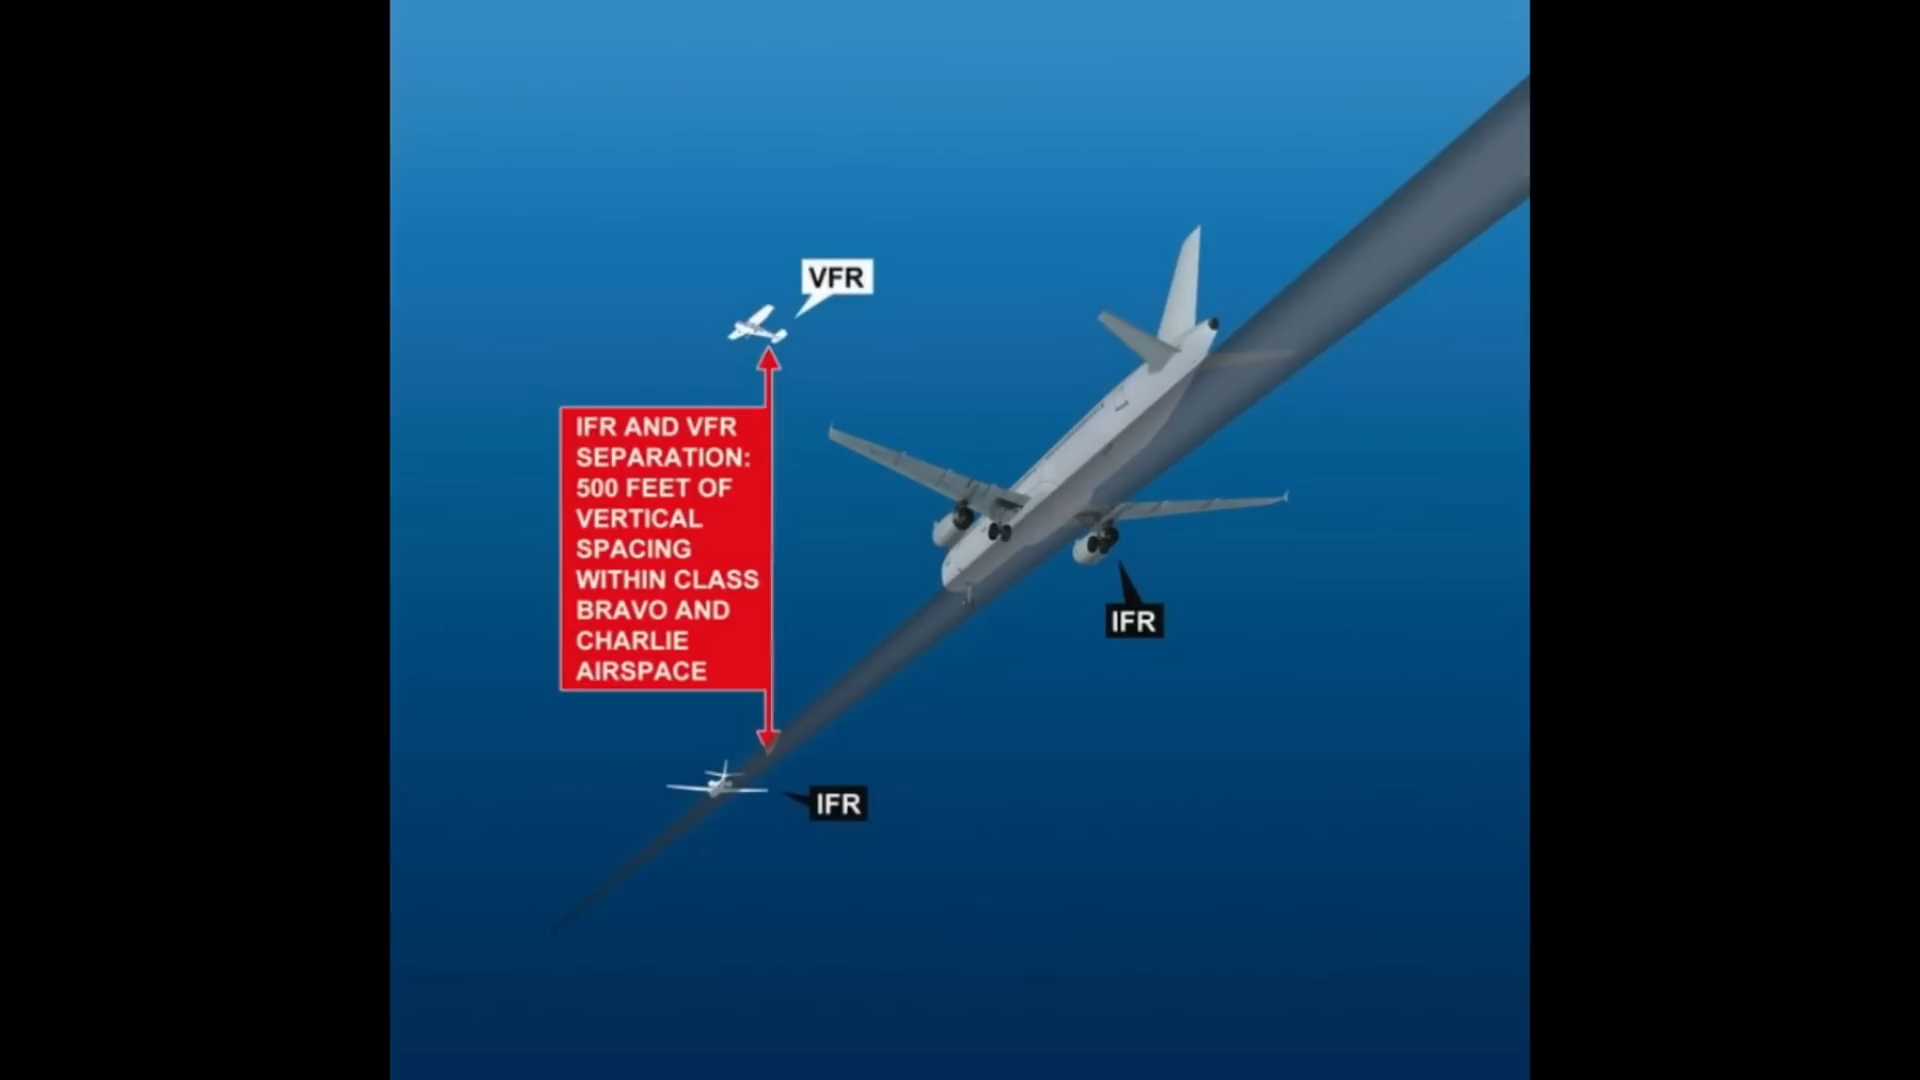 VFR
IFR AND VFR
SEPARATION:
500 FEET OF
VERTICAL
SPACING
WITHIN CLASS
BRAVO AND
CHARLIE
AIRSPACE
IFR
IFR